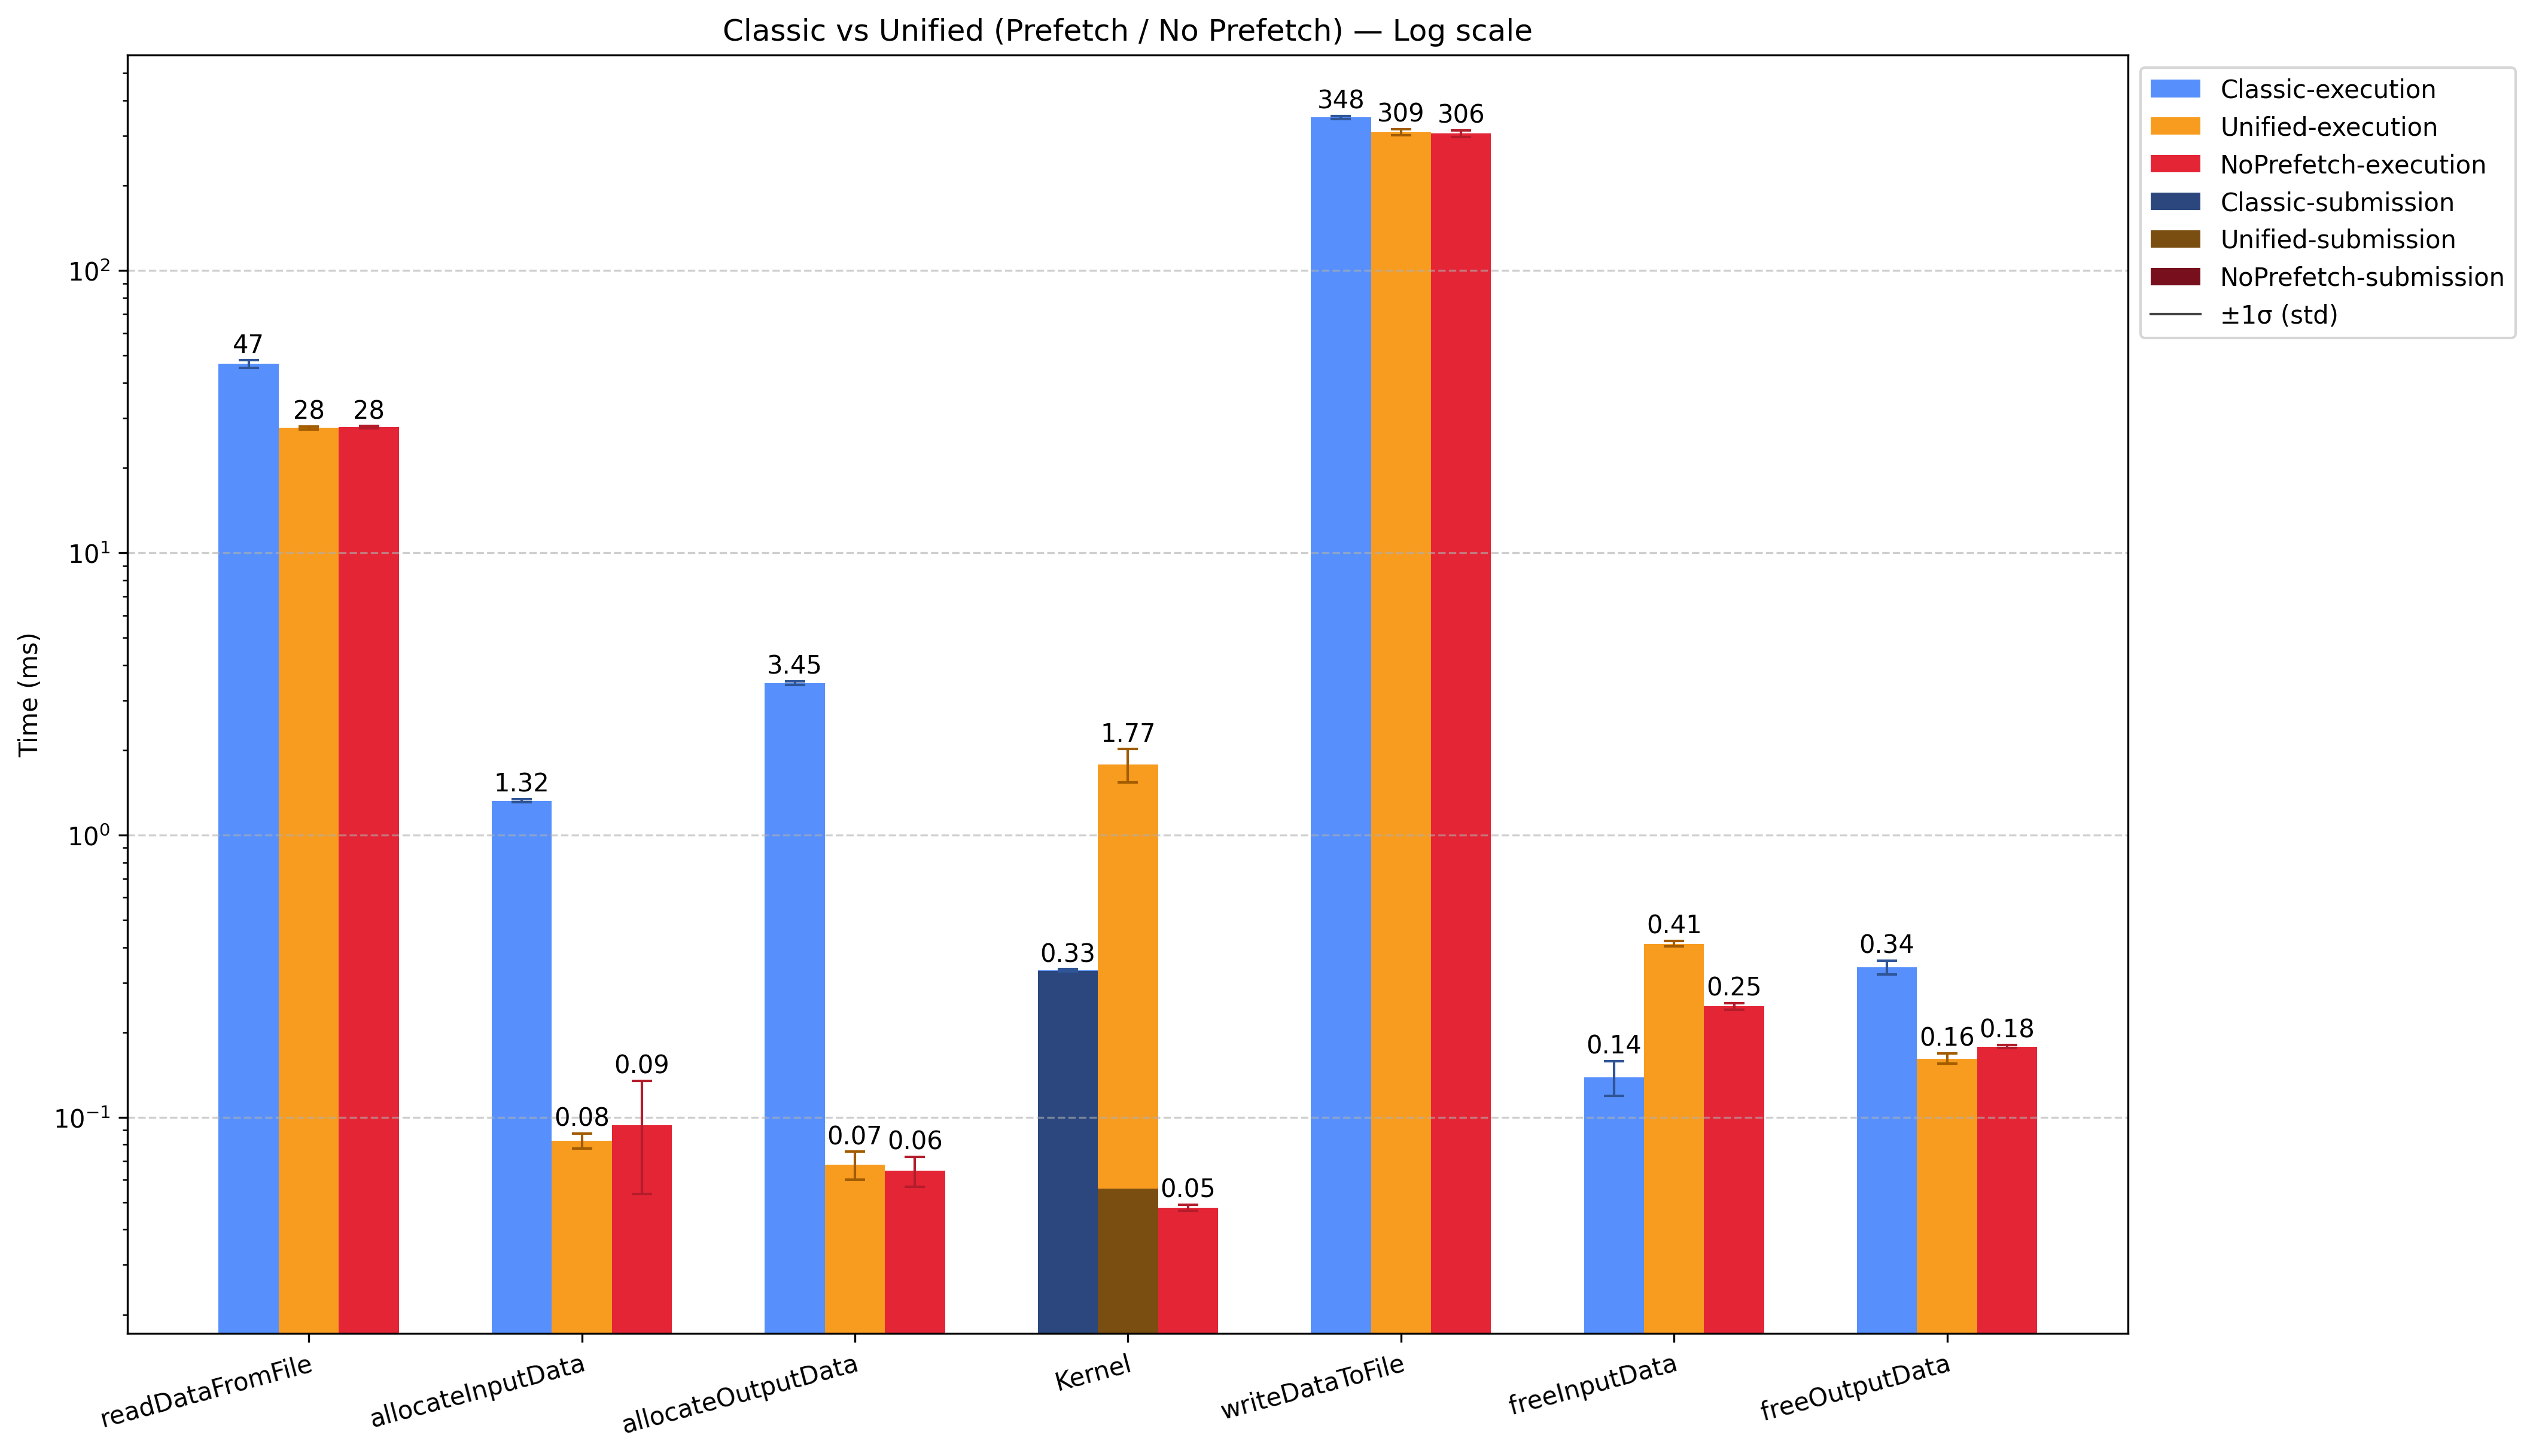 Classic vs Unified (Prefetch / No Prefetch) — Log scale
Classic-execution
Unified-execution
NoPrefetch-execution
Classic-submission
Unified-submission
NoPrefetch-submission
±1σ (std)
Time (ms)
10²
10¹
10⁰
10⁻¹
47
28
28
1.32
0.08
0.09
3.45
0.07
0.06
0.33
1.77
0.05
348
309
306
0.14
0.41
0.25
0.34
0.16
0.18
readDataFromFile
allocateInputData
allocateOutputData
Kernel
writeDataToFile
freeInputData
freeOutputData